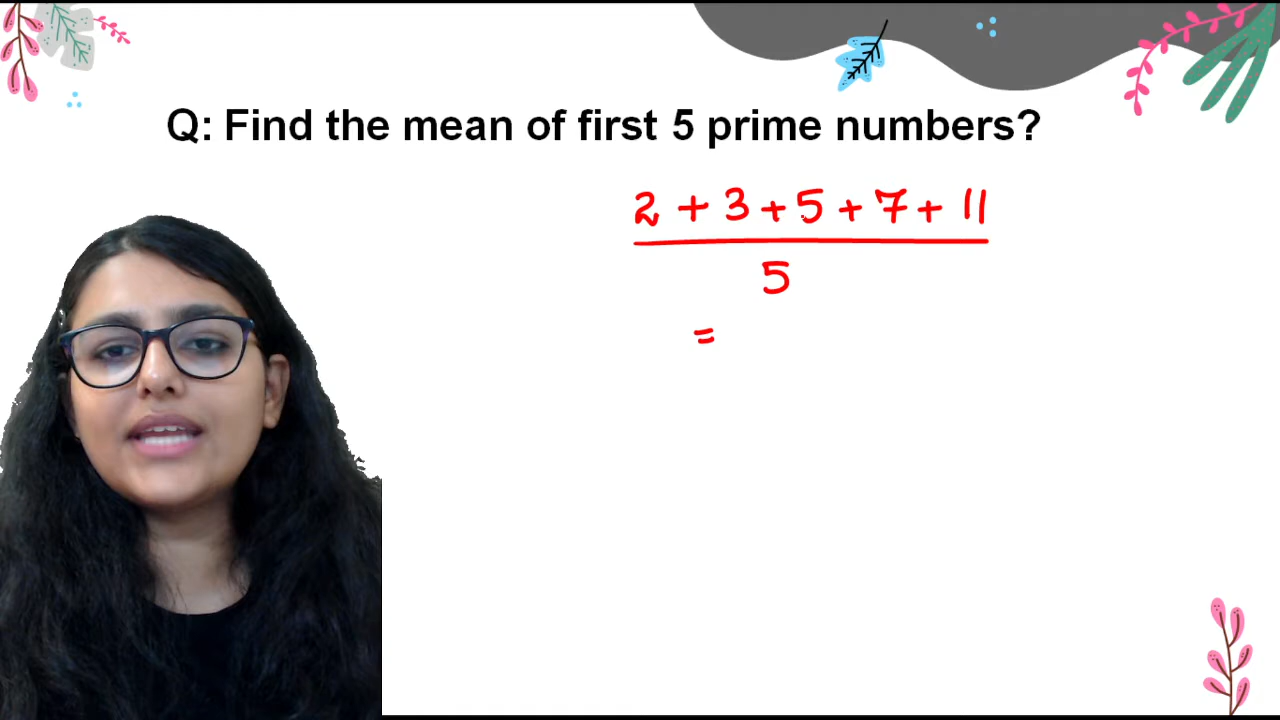 Q: Find the mean of first 5 prime numbers?
2 + 3 + 5 + 7 + 11
5
=